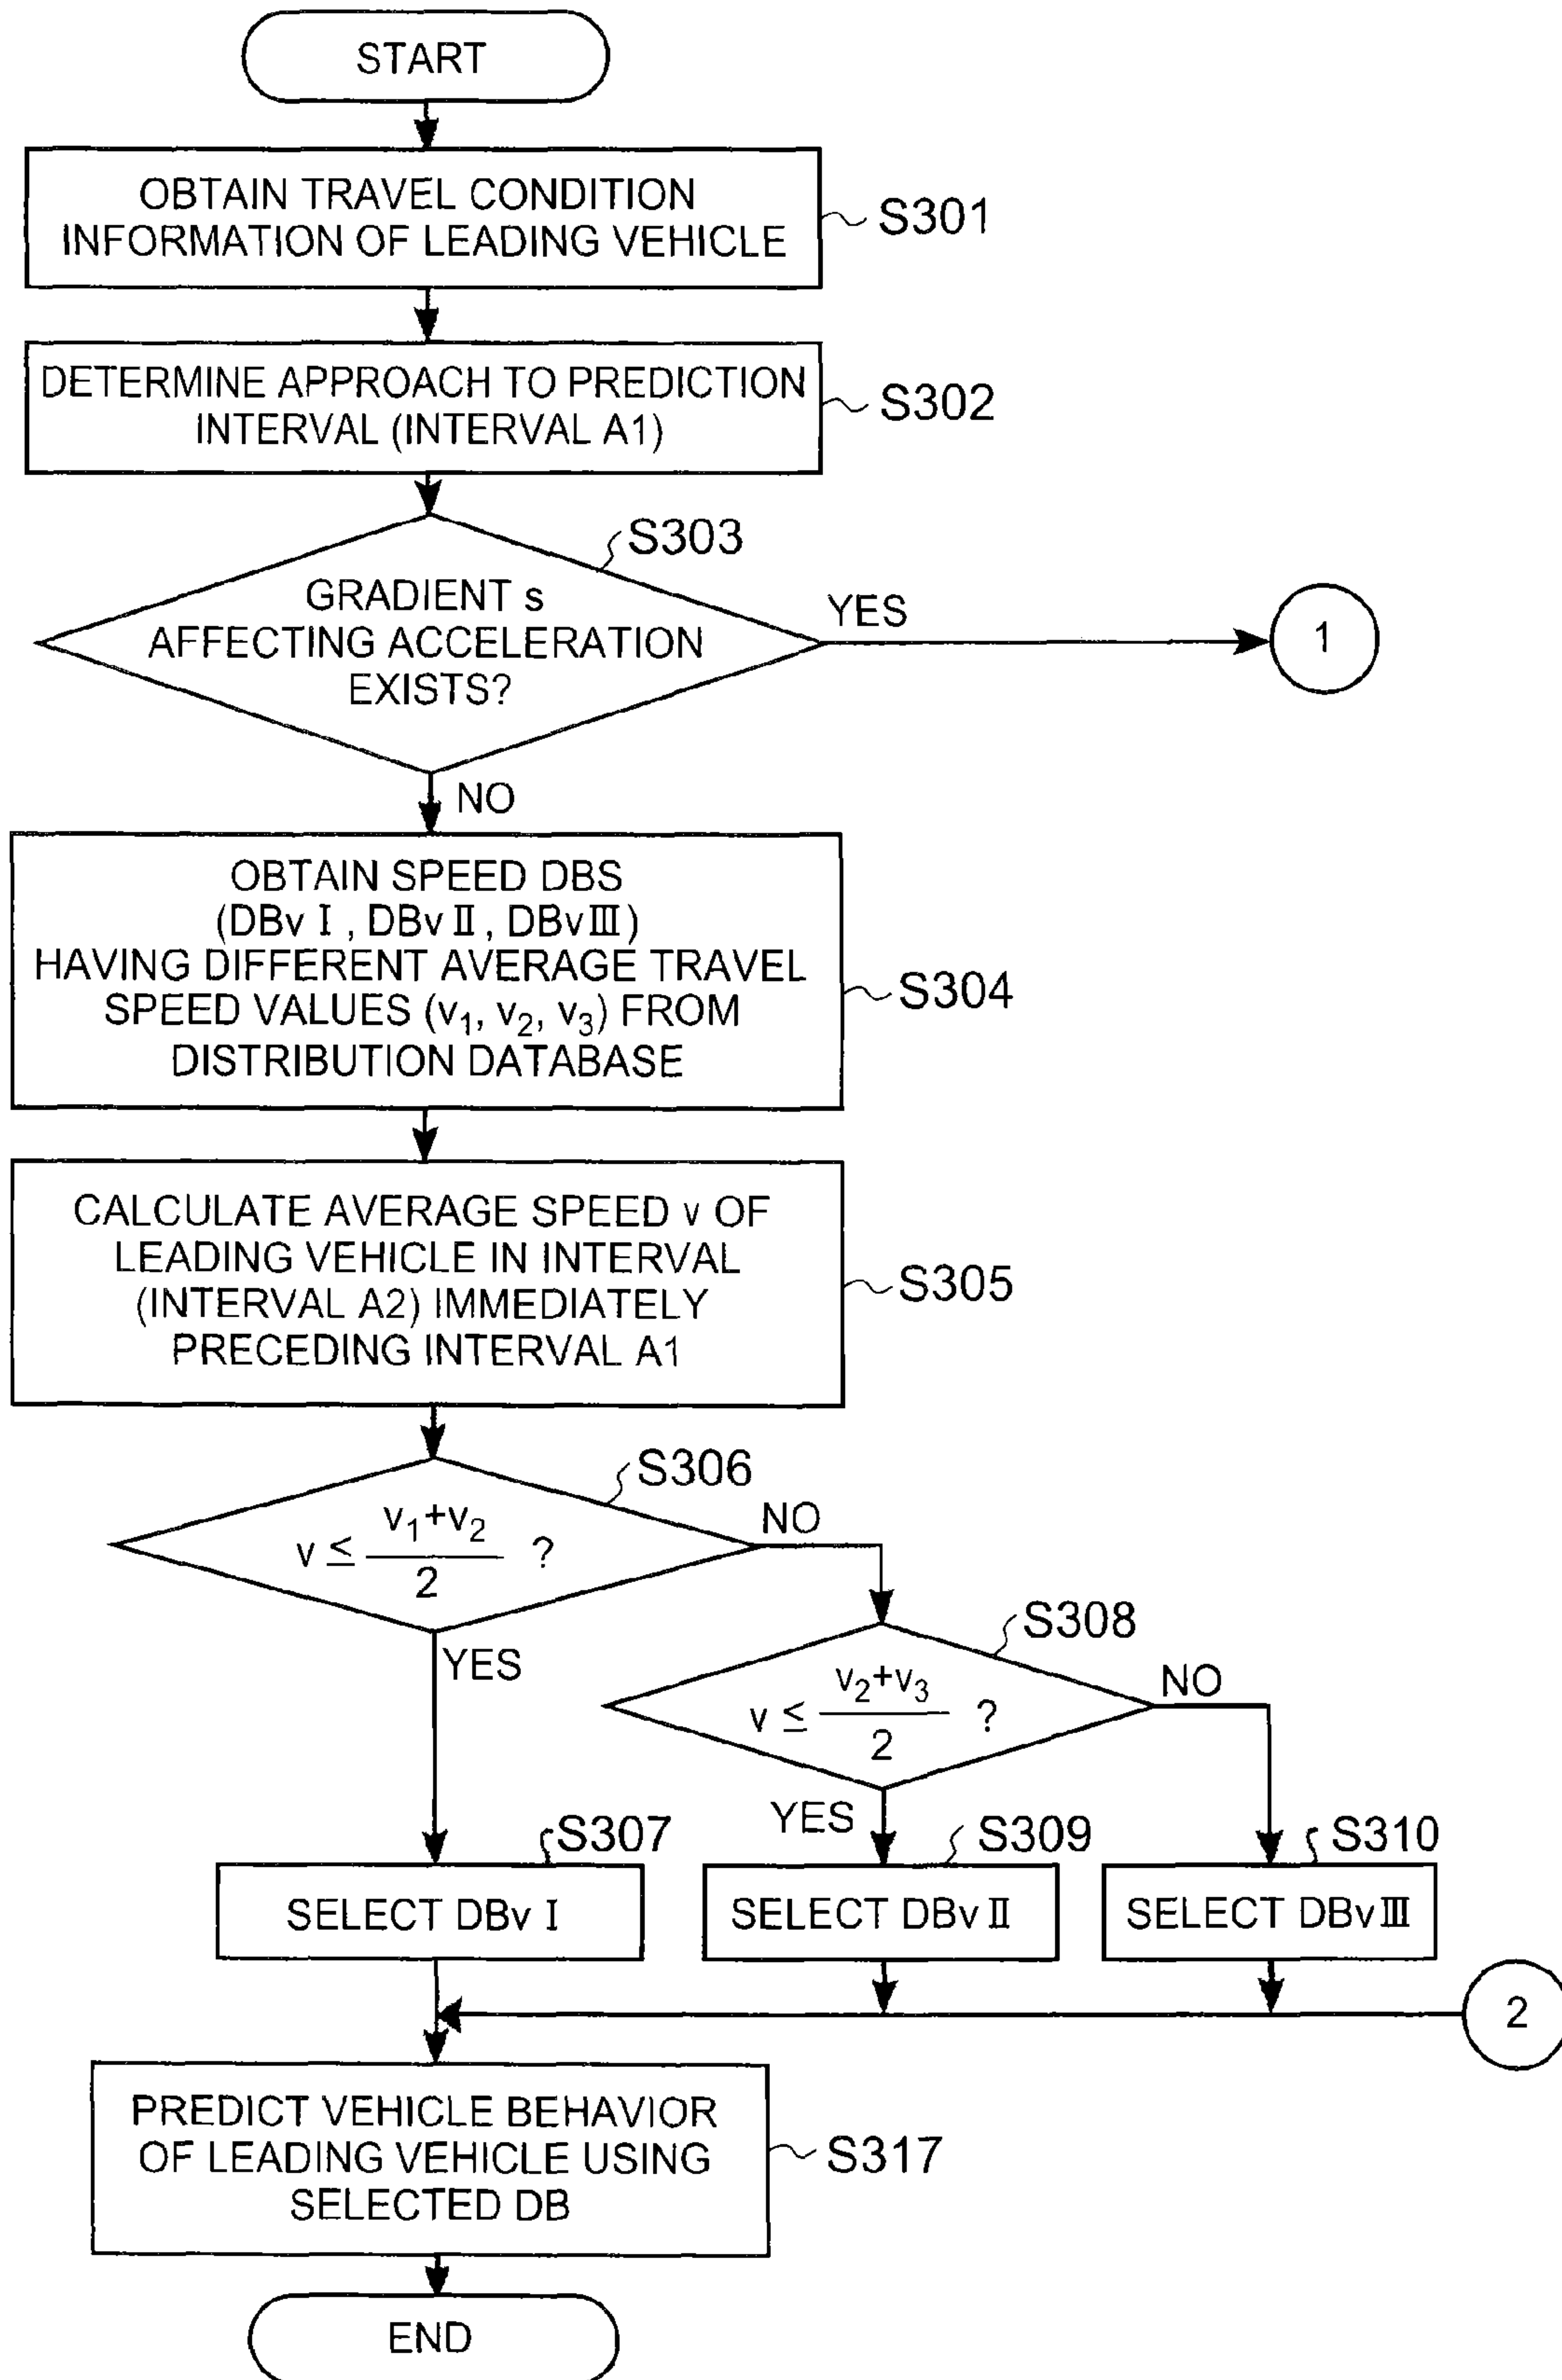 START
OBTAIN TRAVEL CONDITION
INFORMATION OF LEADING VEHICLE
S301
DETERMINE APPROACH TO PREDICTION
INTERVAL (INTERVAL A1)
S302
S303
GRADIENT s
AFFECTING ACCELERATION
EXISTS?
YES
1
NO
OBTAIN SPEED DBS
(DBv I , DBv II , DBv III)
HAVING DIFFERENT AVERAGE TRAVEL
SPEED VALUES (v₁, v₂, v₃) FROM
DISTRIBUTION DATABASE
S304
CALCULATE AVERAGE SPEED v OF
LEADING VEHICLE IN INTERVAL
(INTERVAL A2) IMMEDIATELY
PRECEDING INTERVAL A1
S305
S306
v ≤ (v₁+v₂)/2 ?
NO
YES
S308
v ≤ (v₂+v₃)/2 ?
NO
YES
S307
SELECT DBv I
S309
SELECT DBv II
S310
SELECT DBv III
2
PREDICT VEHICLE BEHAVIOR
OF LEADING VEHICLE USING
SELECTED DB
S317
END